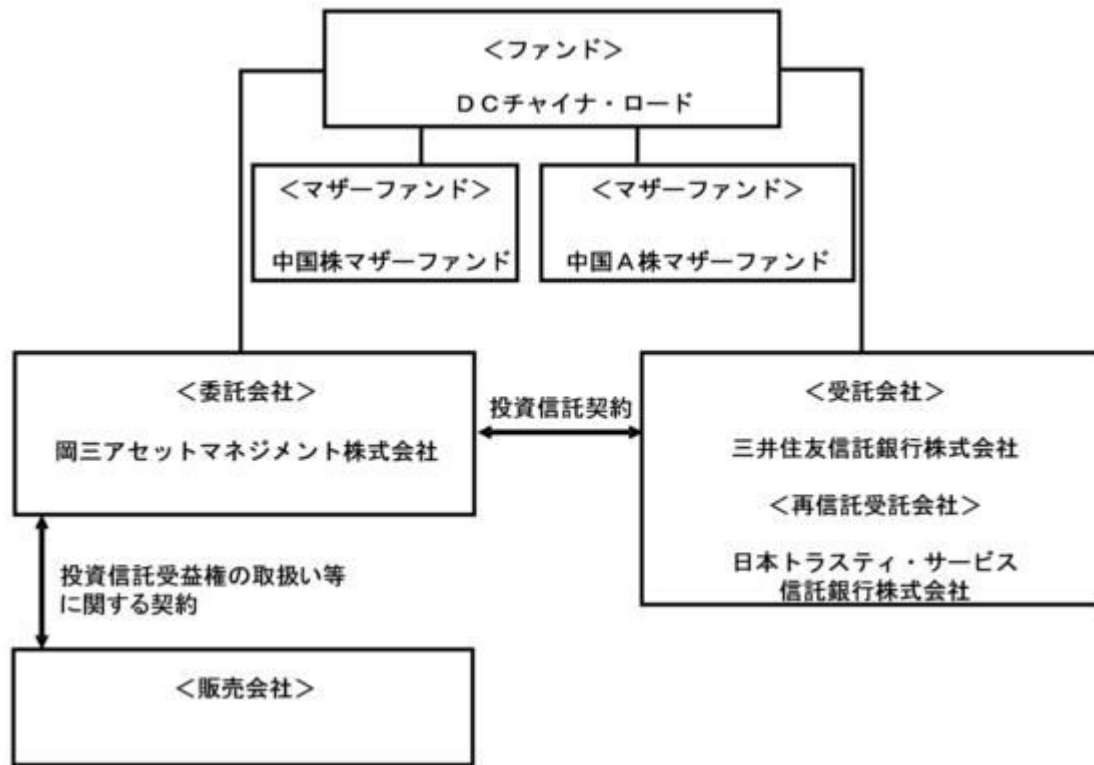 ＜ファンド＞
ＤＣチャイナ・ロード
＜マザーファンド＞
中国株マザーファンド
＜マザーファンド＞
中国Ａ株マザーファンド
＜委託会社＞
岡三アセットマネジメント株式会社
投資信託契約
＜受託会社＞
三井住友信託銀行株式会社
＜再信託受託会社＞
日本トラスティ・サービス
信託銀行株式会社
投資信託受益権の取扱い等
に関する契約
＜販売会社＞